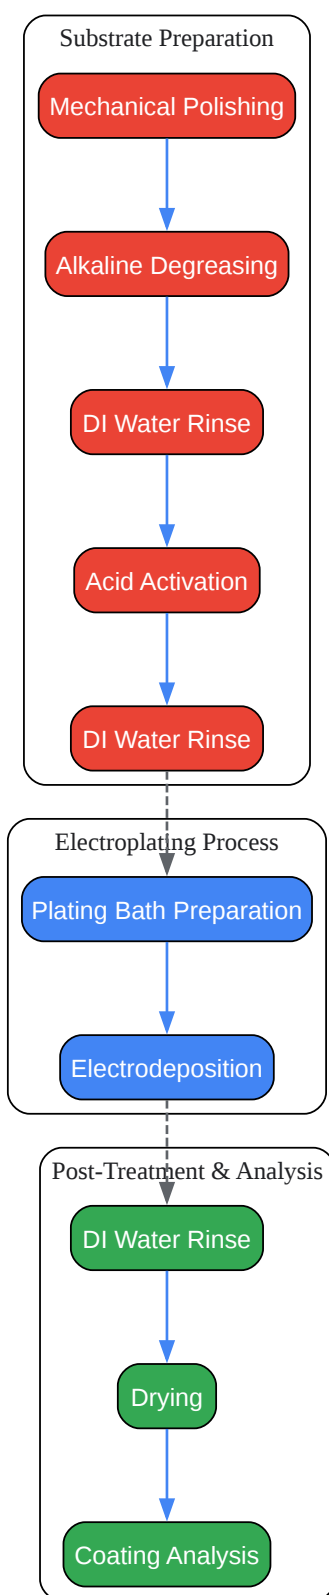 Substrate Preparation
Mechanical Polishing
Alkaline Degreasing
DI Water Rinse
Acid Activation
DI Water Rinse
Electroplating Process
Plating Bath Preparation
Electrodeposition
Post-Treatment & Analysis
DI Water Rinse
Drying
Coating Analysis